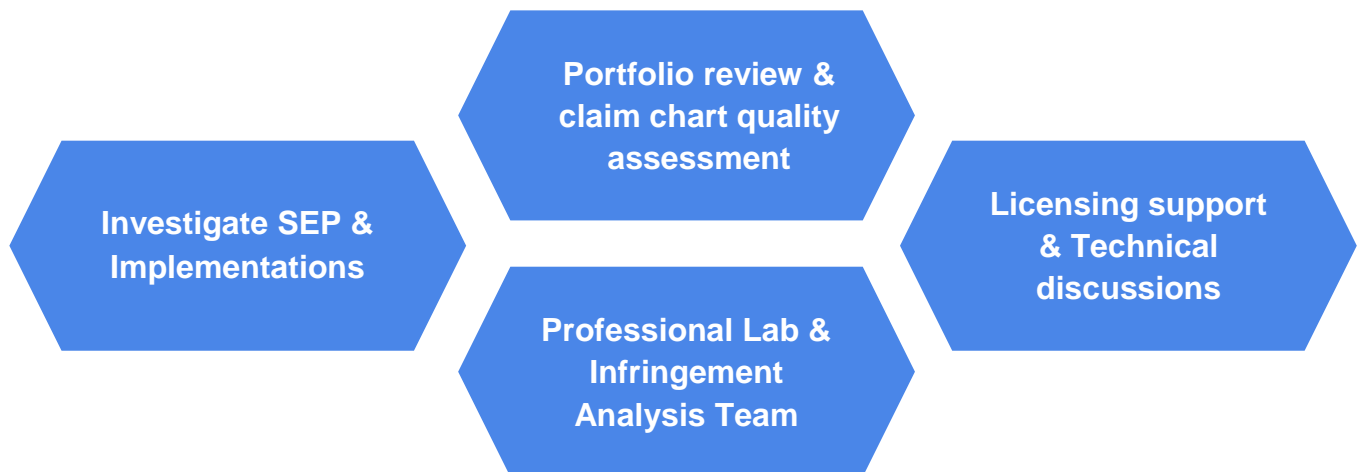 Investigate SEP &
Implementations
Portfolio review &
claim chart quality
assessment
Professional Lab &
Infringement
Analysis Team
Licensing support
& Technical
discussions